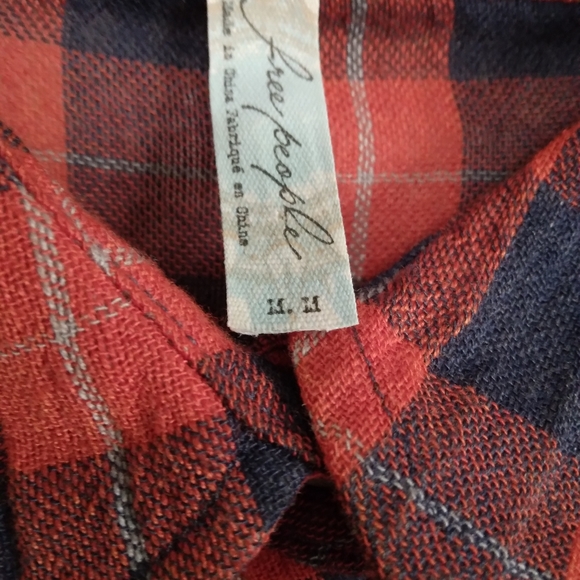 free people
Made in China Fabriqué en Chine
M. M